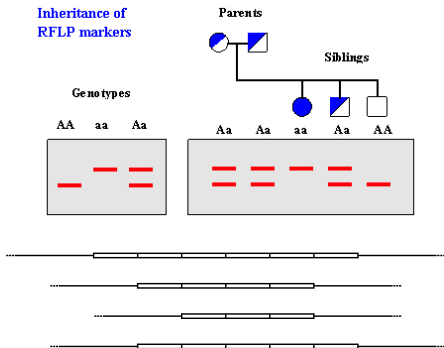 Inheritance of
RFLP markers
Parents
Siblings
Genotypes
AA aa Aa
Aa Aa aa Aa AA